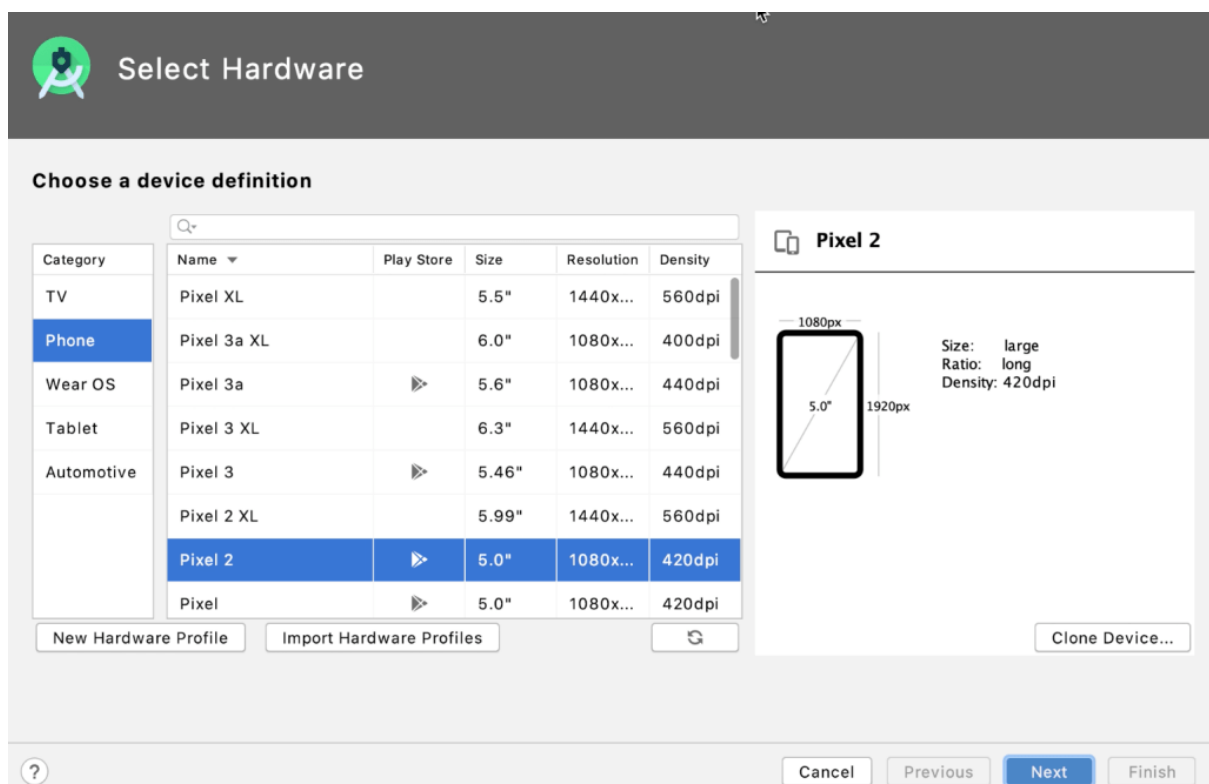 Select Hardware
Choose a device definition
Category
TV
Phone
Wear OS
Tablet
Automotive
Name Play Store Size Resolution Density
Pixel XL 5.5" 1440x... 560dpi
Pixel 3a XL 6.0" 1080x... 400dpi
Pixel 3a 5.6" 1080x... 440dpi
Pixel 3 XL 6.3" 1440x... 560dpi
Pixel 3 5.46" 1080x... 440dpi
Pixel 2 XL 5.99" 1440x... 560dpi
Pixel 2 5.0" 1080x... 420dpi
Pixel 5.0" 1080x... 420dpi
New Hardware Profile Import Hardware Profiles
Pixel 2
1080px
5.0"
1920px
Size: large
Ratio: long
Density: 420dpi
Clone Device...
? Cancel Previous Next Finish